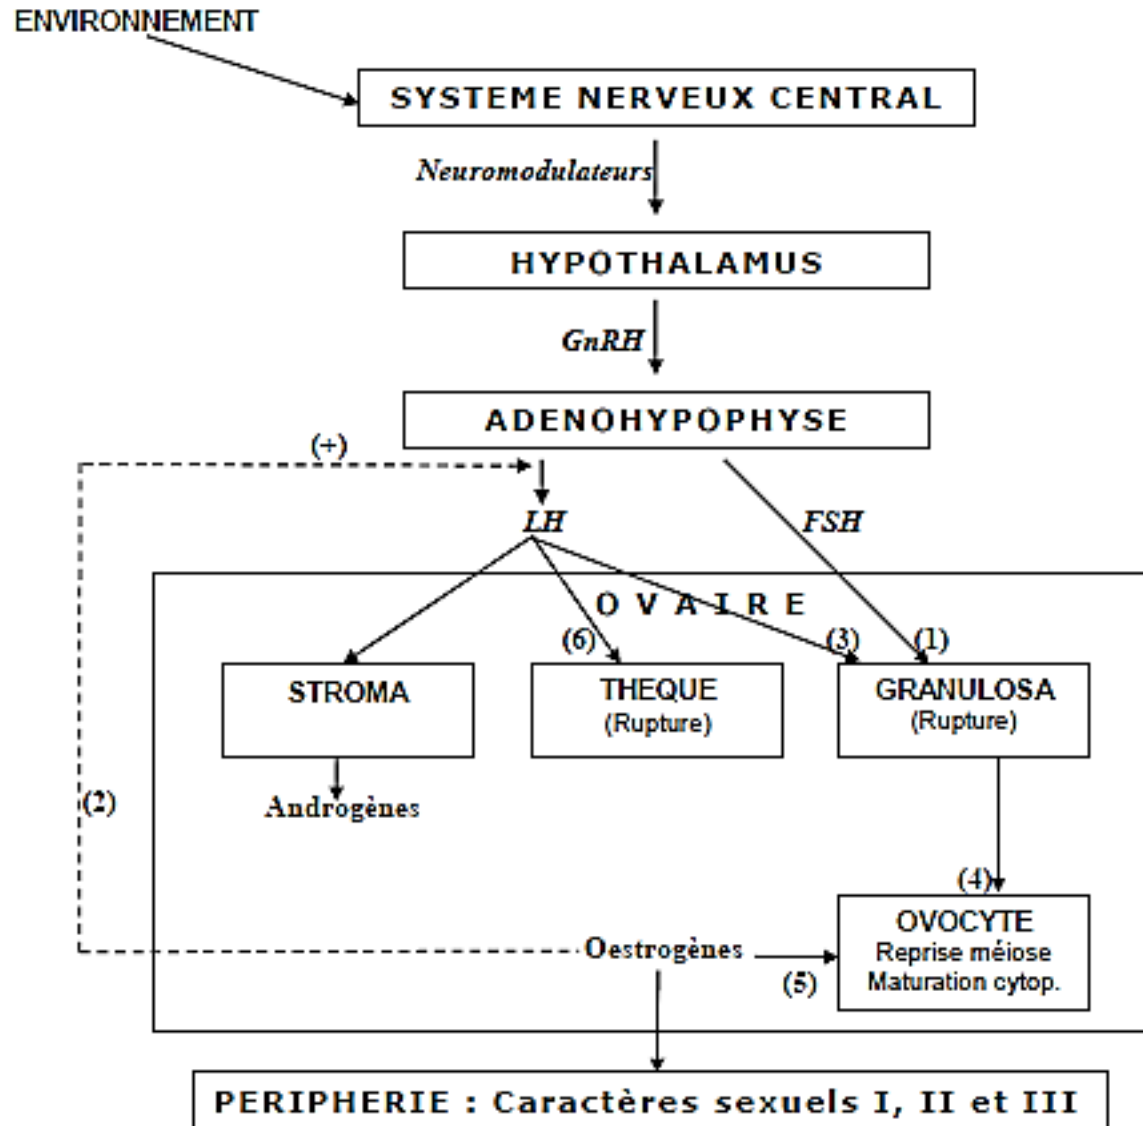 ENVIRONNEMENT
SYSTEME NERVEUX CENTRAL
Neuromodulateurs
HYPOTHALAMUS
GnRH
ADENOHYPOPHYSE
(+)
LH
FSH
OVAIRE
(6)
(3)
(1)
STROMA
THEQUE
(Rupture)
GRANULOSA
(Rupture)
(2)
Androgènes
(4)
OVOCYTE
Reprise méiose
Maturation cytop.
Oestrogènes
(5)
PERIPHERIE : Caractères sexuels I, II et III